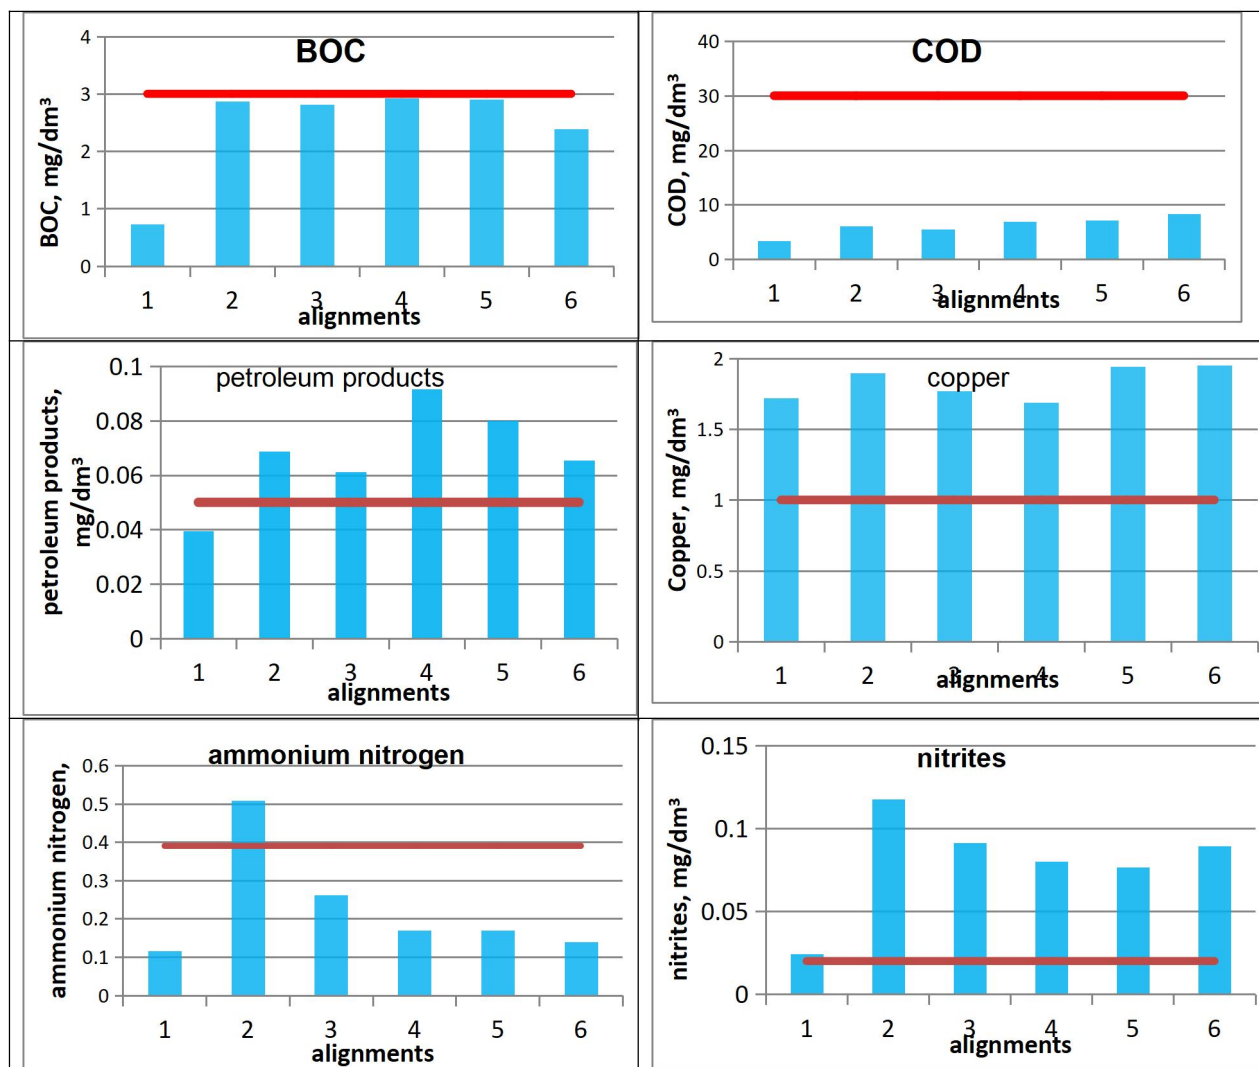 BOC
BOC, mg/dm³
4
3
2
1
0
1 2 3 4 5 6
alignments
COD
COD, mg/dm³
40
30
20
10
0
1 2 3 4 5 6
alignments
petroleum products
petroleum products,
mg/dm³
0.1
0.08
0.06
0.04
0.02
0
1 2 3 4 5 6
alignments
copper
Copper, mg/dm³
2
1.5
1
0.5
0
1 2 3 4 5 6
alignments
ammonium nitrogen
ammonium nitrogen,
0.6
0.5
0.4
0.3
0.2
0.1
0
1 2 3 4 5 6
alignments
nitrites
nitrites, mg/dm³
0.15
0.1
0.05
0
1 2 3 4 5 6
alignments